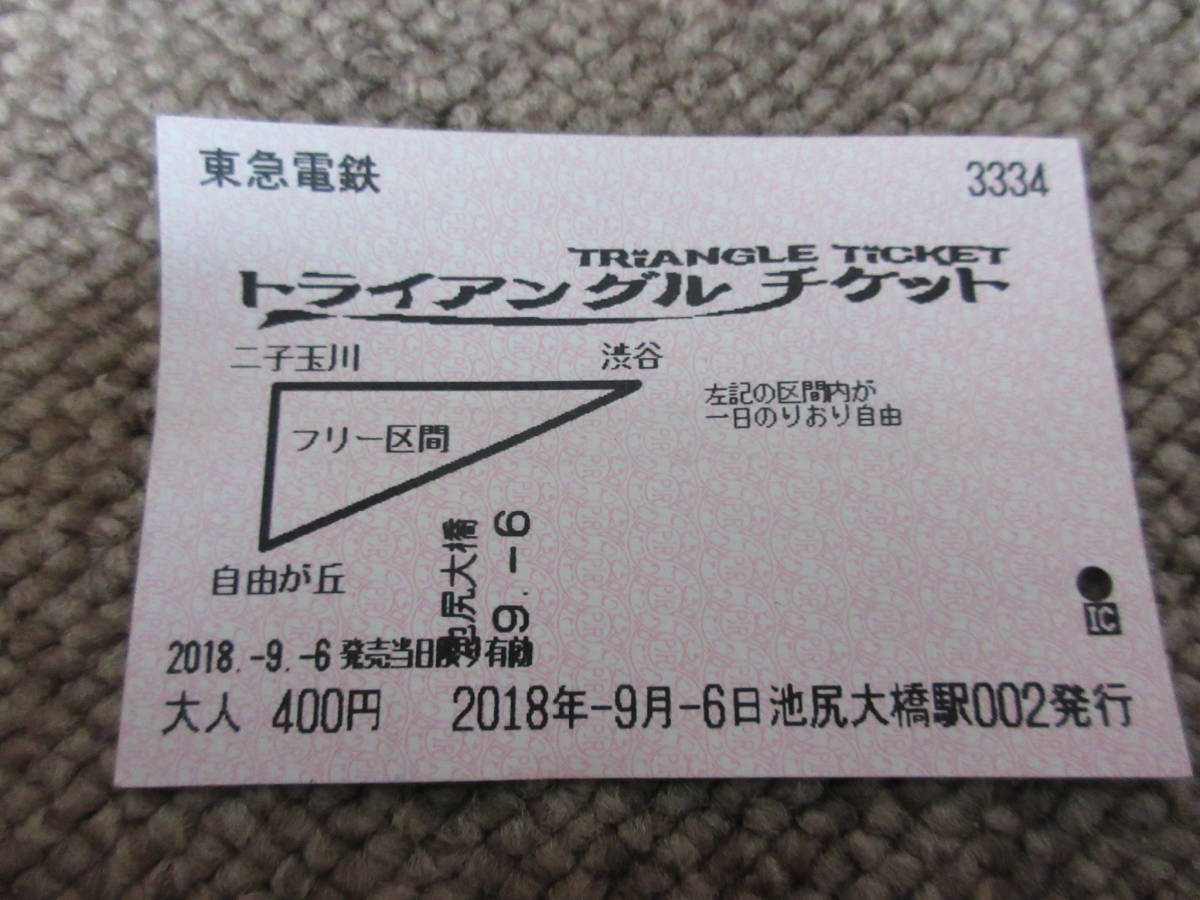 東急電鉄
3334
TRiANGLE TiCKET
トライアングル チケット
二子玉川
渋谷
フリー区間
左記の区間内が
一日のりおり自由
自由が丘
池尻大橋
-9.-6
2018.-9.-6発売当日限り有効
大人 400円 2018年-9月-6日池尻大橋駅002発行
IC